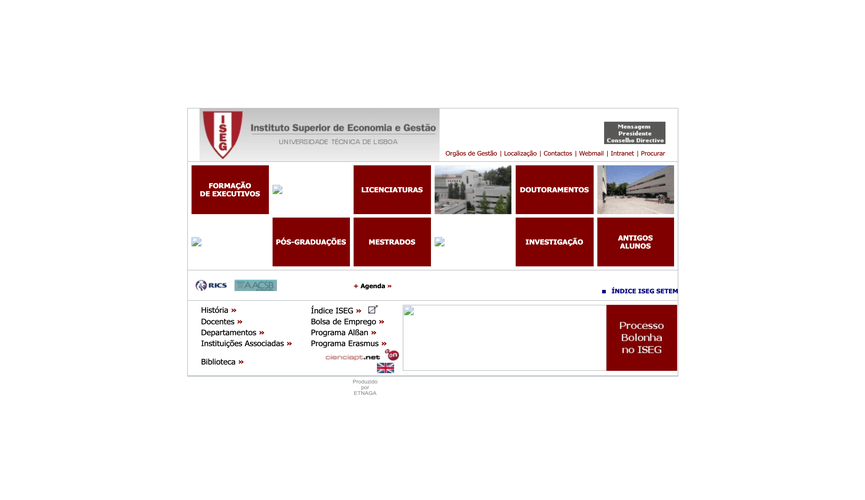 ISEG
Instituto Superior de Economia e Gestão
UNIVERSIDADE TÉCNICA DE LISBOA
Mensagem
Presidente
Conselho Directivo
Orgãos de Gestão | Localização | Contactos | Webmail | Intranet | Procurar
FORMAÇÃO
DE EXECUTIVOS
LICENCIATURAS
DOUTORAMENTOS
PÓS-GRADUAÇÕES
MESTRADOS
INVESTIGAÇÃO
ANTIGOS
ALUNOS
RICS
AACSB
+ Agenda »
ÍNDICE ISEG SETEM
História »
Docentes »
Departamentos »
Instituições Associadas »
Biblioteca »
Índice ISEG »
Bolsa de Emprego »
Programa Alßan »
Programa Erasmus »
cienciapt.net
b on
Processo
Bolonha
no ISEG
Produzido
por
ETNAGA